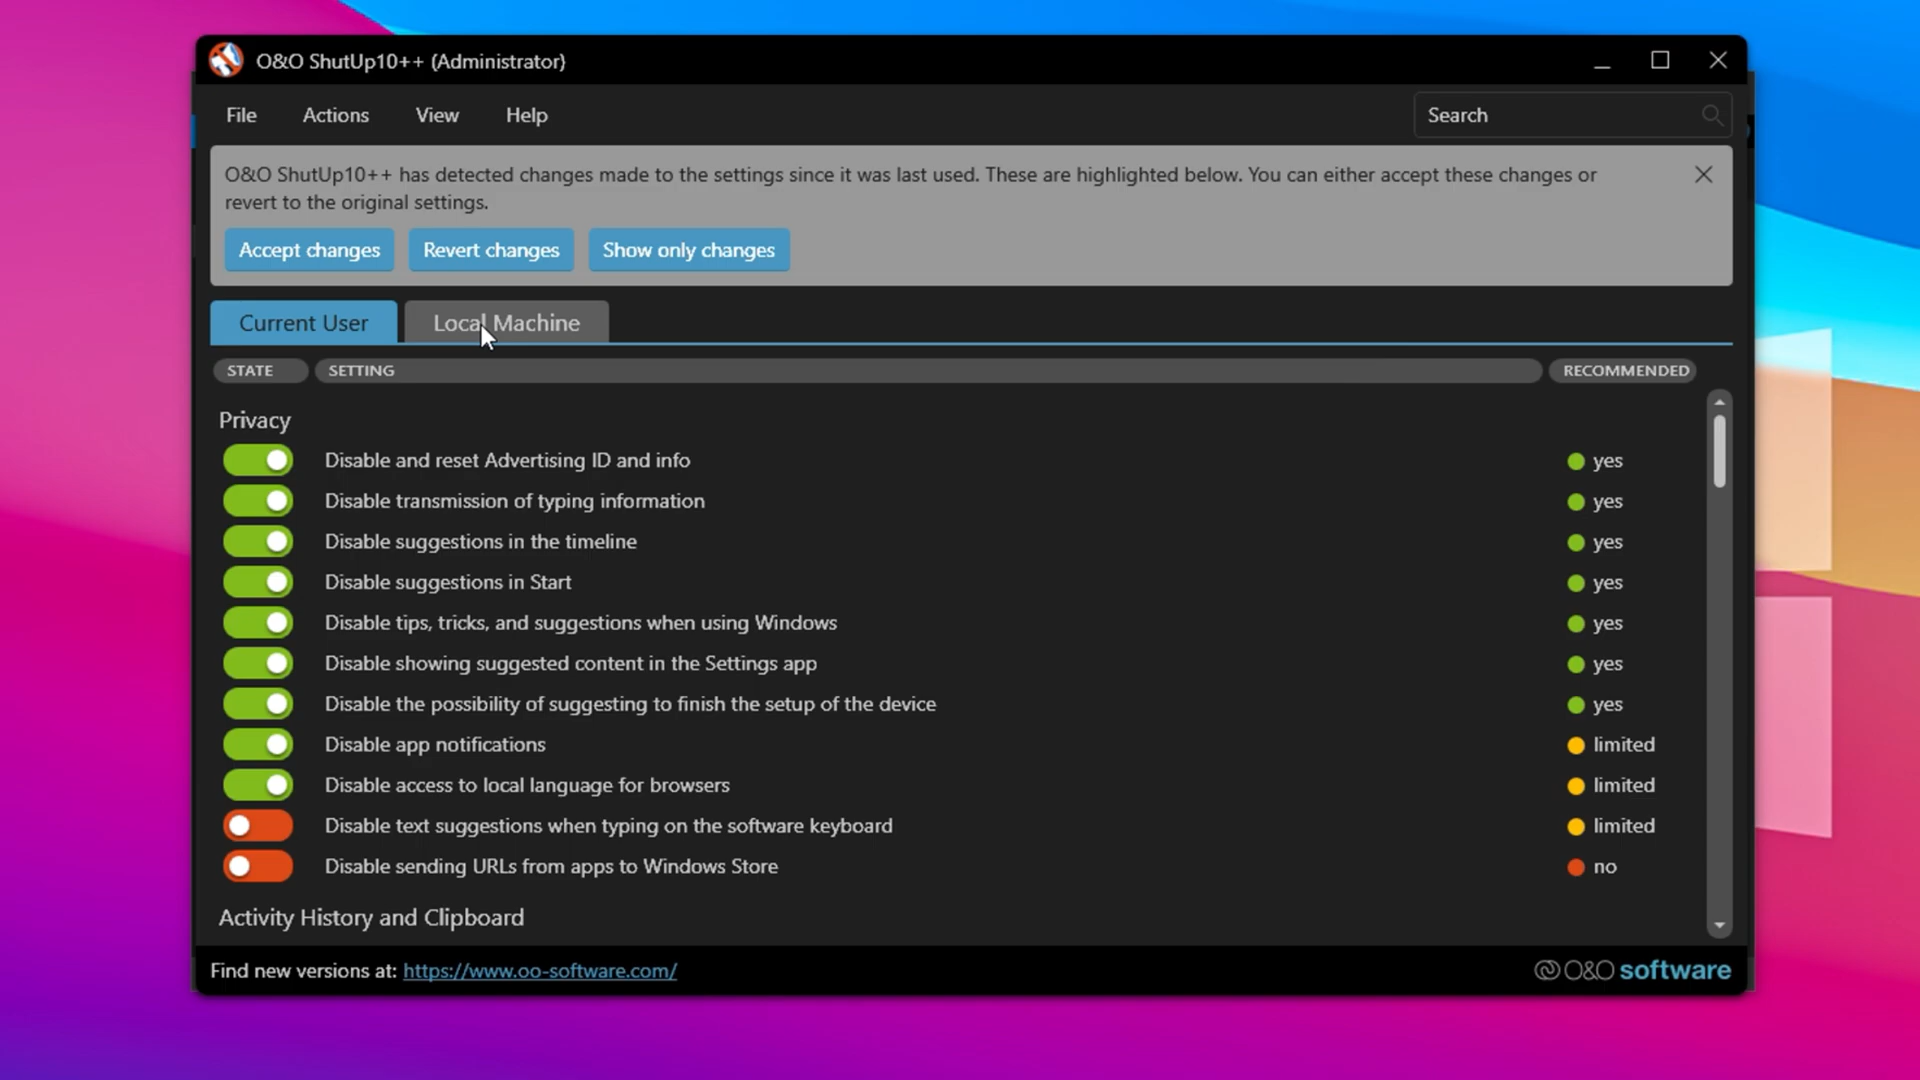 O&O ShutUp10++ (Administrator)
File Actions View Help Search
O&O ShutUp10++ has detected changes made to the settings since it was last used. These are highlighted below. You can either accept these changes or
revert to the original settings.
Accept changes Revert changes Show only changes
Current User Local Machine
STATE SETTING RECOMMENDED
Privacy
Disable and reset Advertising ID and info yes
Disable transmission of typing information yes
Disable suggestions in the timeline yes
Disable suggestions in Start yes
Disable tips, tricks, and suggestions when using Windows yes
Disable showing suggested content in the Settings app yes
Disable the possibility of suggesting to finish the setup of the device yes
Disable app notifications limited
Disable access to local language for browsers limited
Disable text suggestions when typing on the software keyboard limited
Disable sending URLs from apps to Windows Store no
Activity History and Clipboard
Find new versions at: https://www.oo-software.com/ O&O software